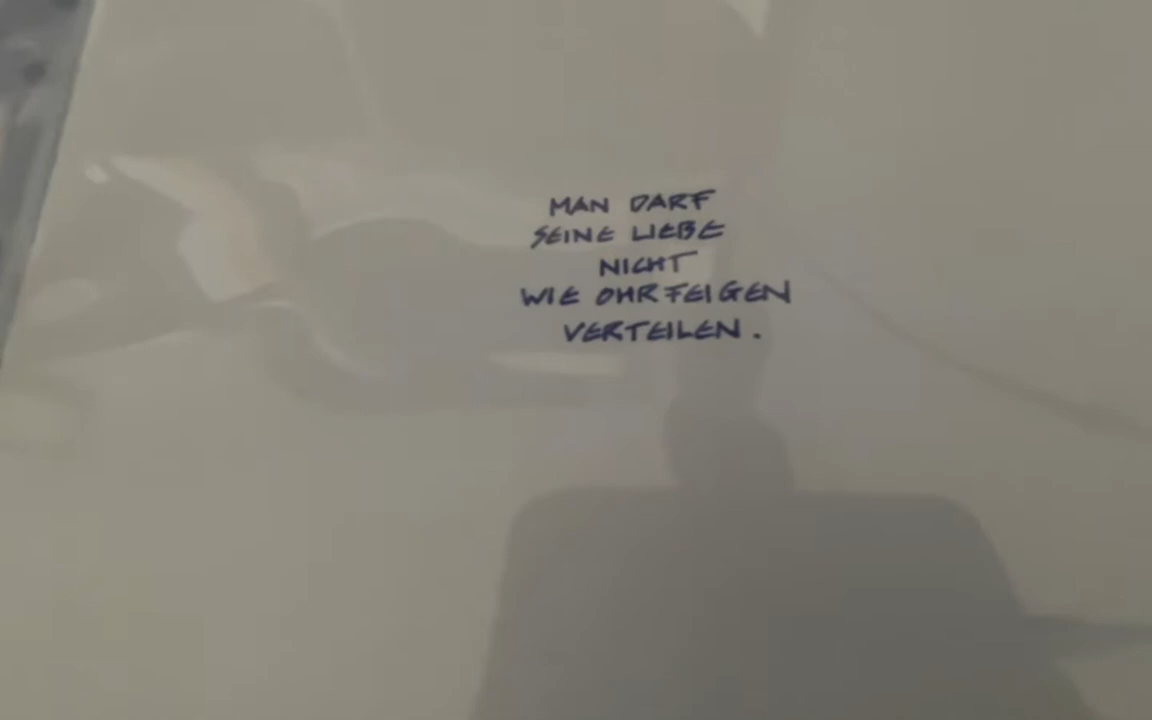 MAN DARF
SEINE LIEBE
NICHT
WIE OHRFEIGEN
VERTEILEN.